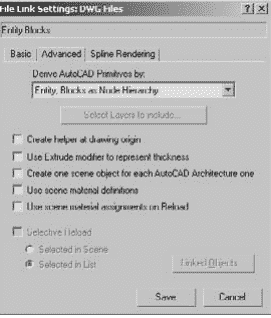 File Link Settings: DWG Files
Entity Blocks
Basic Advanced Spline Rendering
Derive AutoCAD Primitives by:
Entity, Blocks as Node Hierarchy
Select Layers to include...
Create helper at drawing origin
Use Extrude modifier to represent thickness
Create one scene object for each AutoCAD Architecture one
Use scene material definitions
Use scene material assignments on Reload
Selective Reload
Selected in Scene
Selected in List
Linked Objects...
Save Cancel